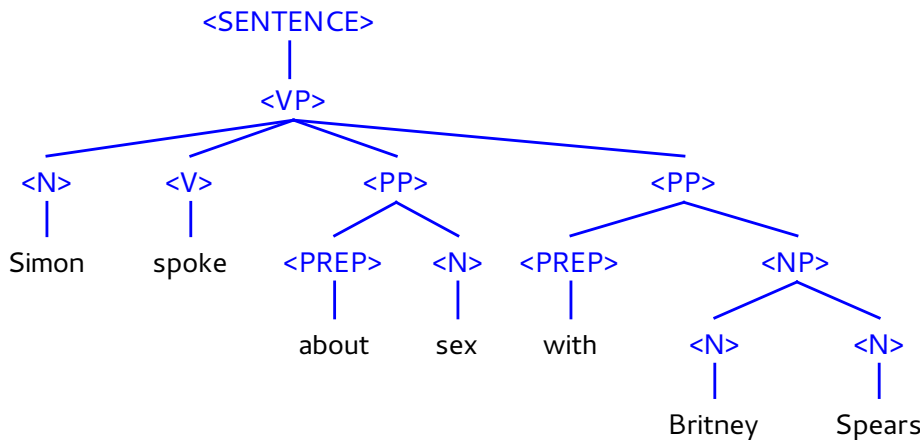 <SENTENCE>
<VP>
<N> <V> <PP> <PP>
Simon spoke <PREP> <N> <PREP> <NP>
about sex with <N> <N>
Britney Spears